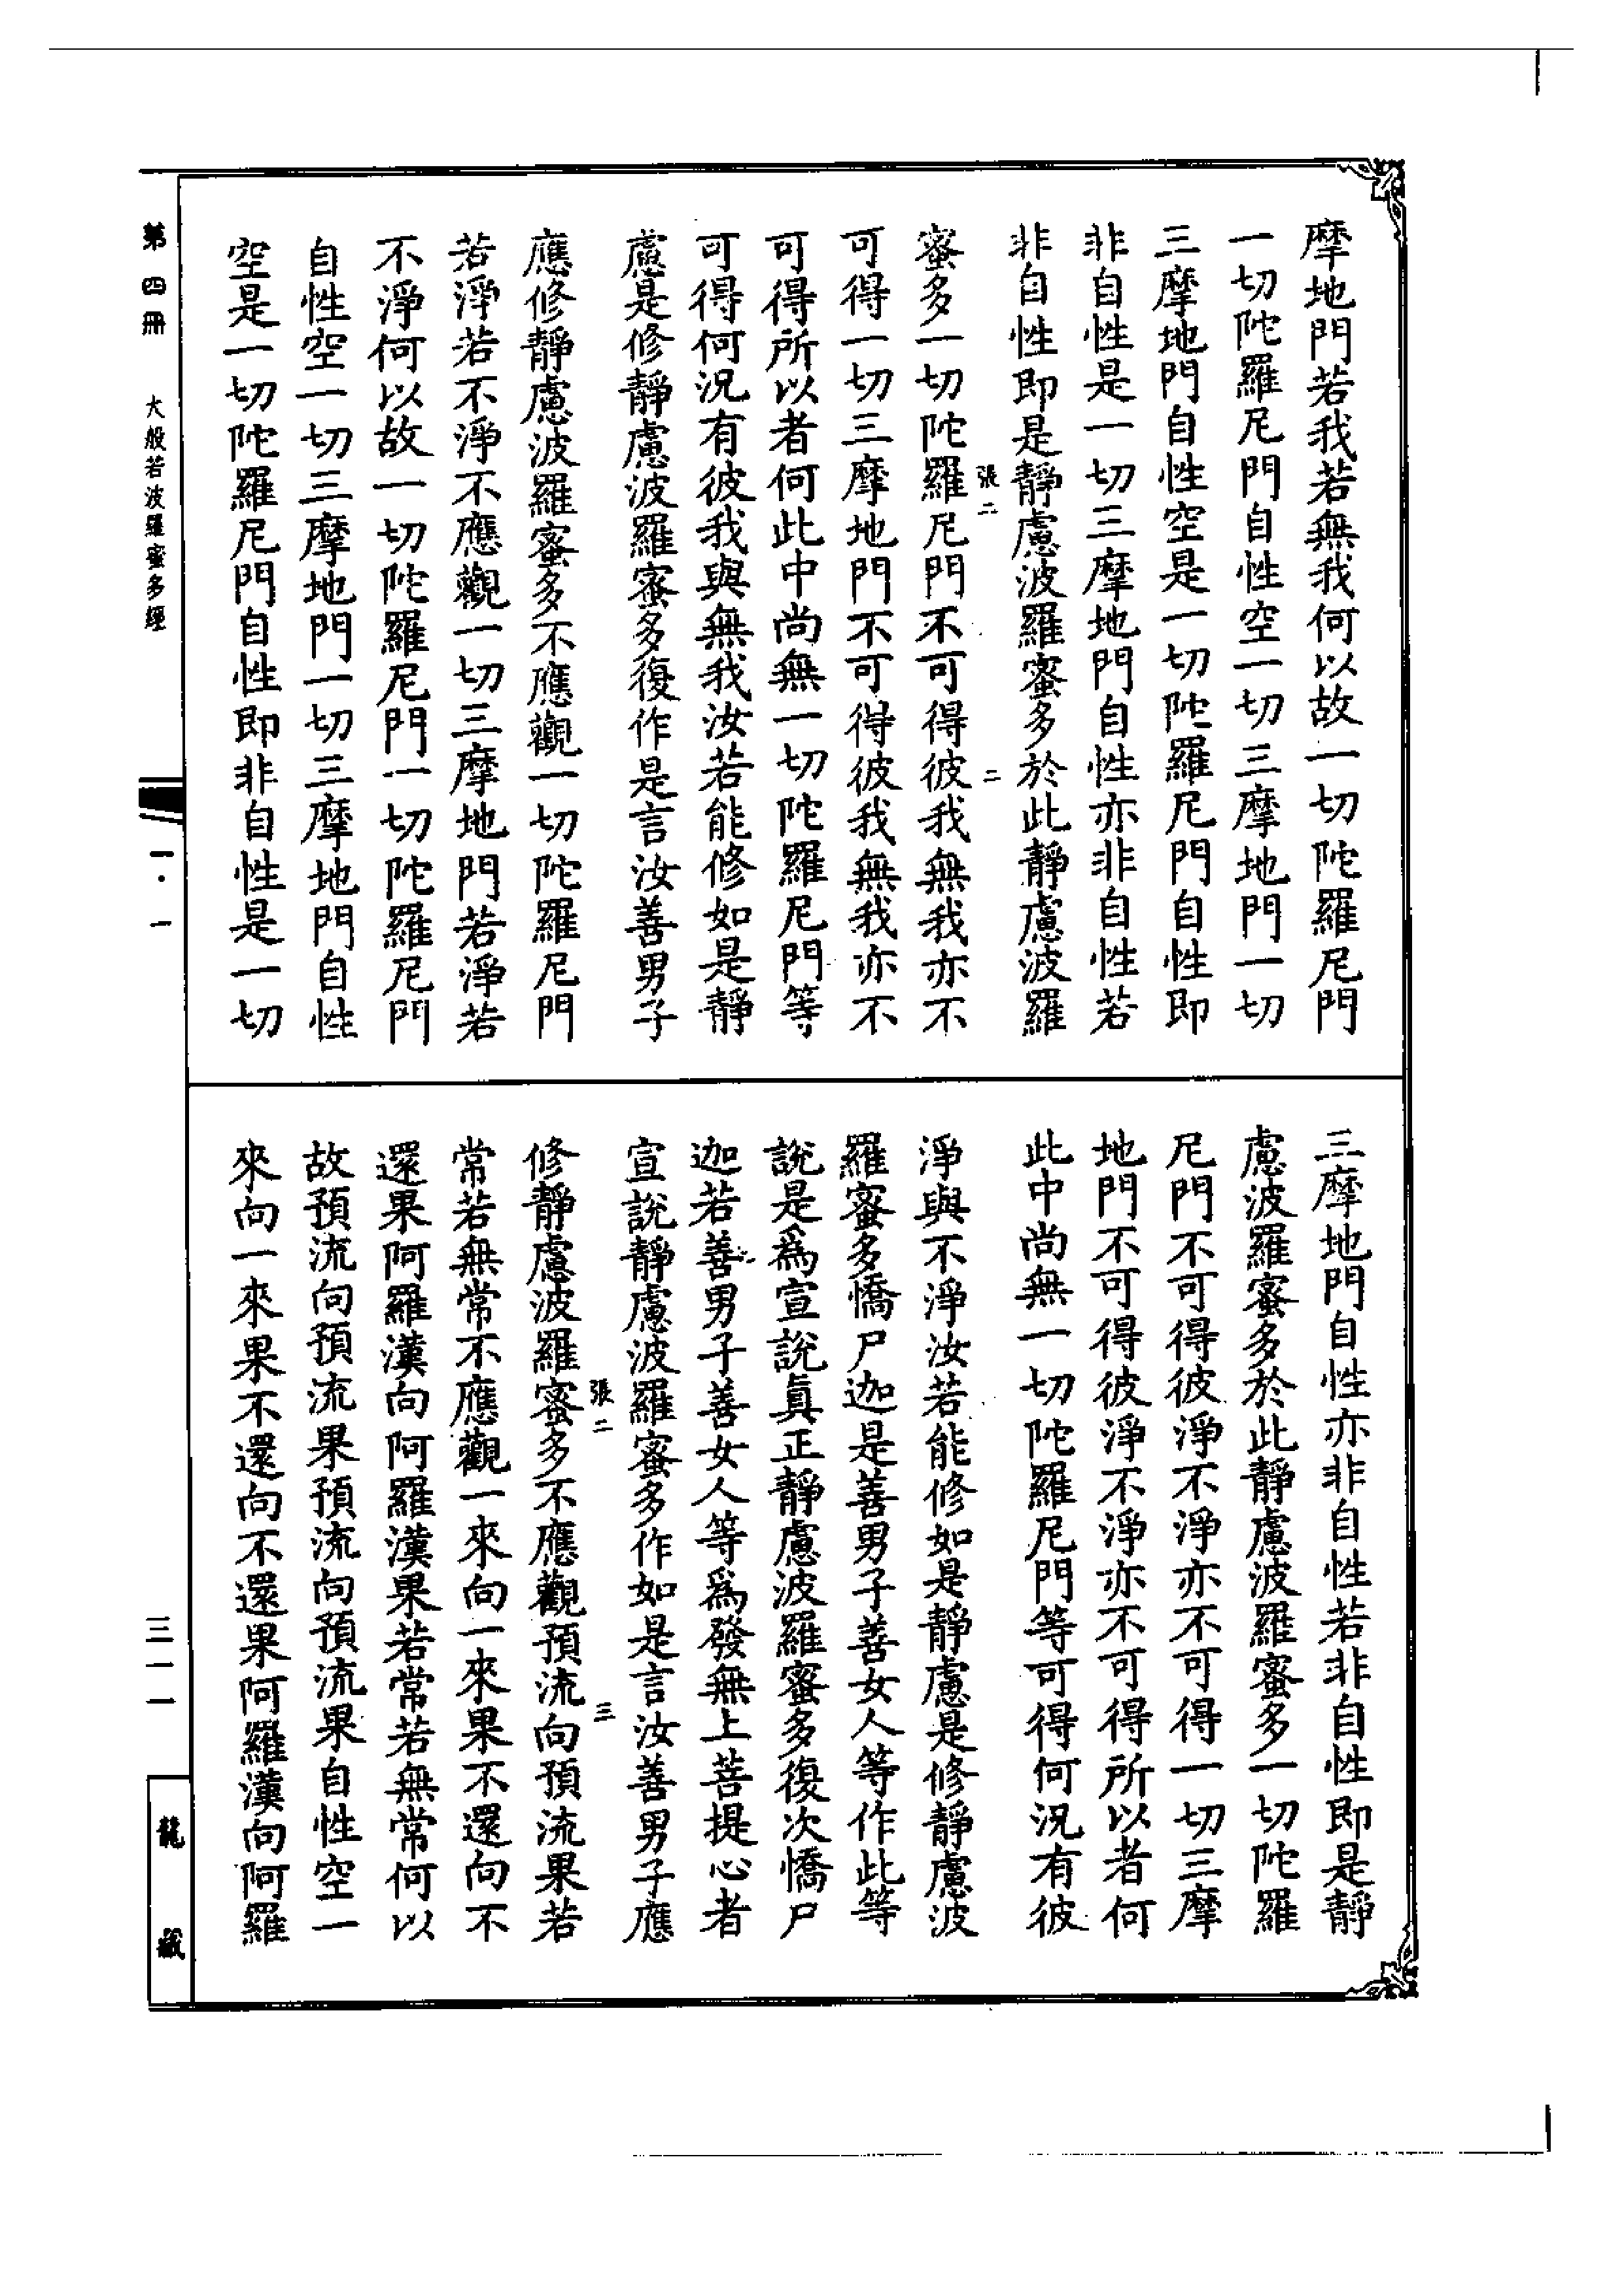 摩地門若我若無我何以故一切陀羅尼門
一切陀羅尼門自性空一切三摩地門一切
三摩地門自性空是一切陀羅尼門自性即
非自性是一切三摩地門自性亦非自性若
非自性即是靜慮波羅蜜多於此靜慮波羅
張二
二
蜜多一切陀羅尼門不可得彼我無我亦不
可得一切三摩地門不可得彼我無我亦不
可得所以者何此中尚無一切陀羅尼門等
可得何況有彼我與無我汝若能修如是靜
慮是修靜慮波羅蜜多復作是言汝善男子
應修靜慮波羅蜜多不應觀一切陀羅尼門
若淨若不淨不應觀一切三摩地門若淨若
不淨何以故一切陀羅尼門一切陀羅尼門
自性空一切三摩地門一切三摩地門自性
空是一切陀羅尼門自性即非自性是一切
三摩地門自性亦非自性若非自性即是靜
慮波羅蜜多於此靜慮波羅蜜多一切陀羅
尼門不可得彼淨不淨亦不可得一切三摩
地門不可得彼淨不淨亦不可得所以者何
此中尚無一切陀羅尼門等可得何況有彼
淨與不淨汝若能修如是靜慮是修靜慮波
羅蜜多憍尸迦是善男子善女人等作此等
說是爲宣說真正靜慮波羅蜜多復次憍尸
迦若善男子善女人等爲發無上菩提心者
宣說靜慮波羅蜜多作如是言汝善男子應
張二
三
修靜慮波羅蜜多不應觀預流向預流果若
常若無常不應觀一來向一來果不還向不
還果阿羅漢向阿羅漢果若常若無常何以
故預流向預流果預流向預流果自性空一
來向一來果不還向不還果阿羅漢向阿羅
第四冊
大般若波羅蜜多經
一·一
三一一
龍藏